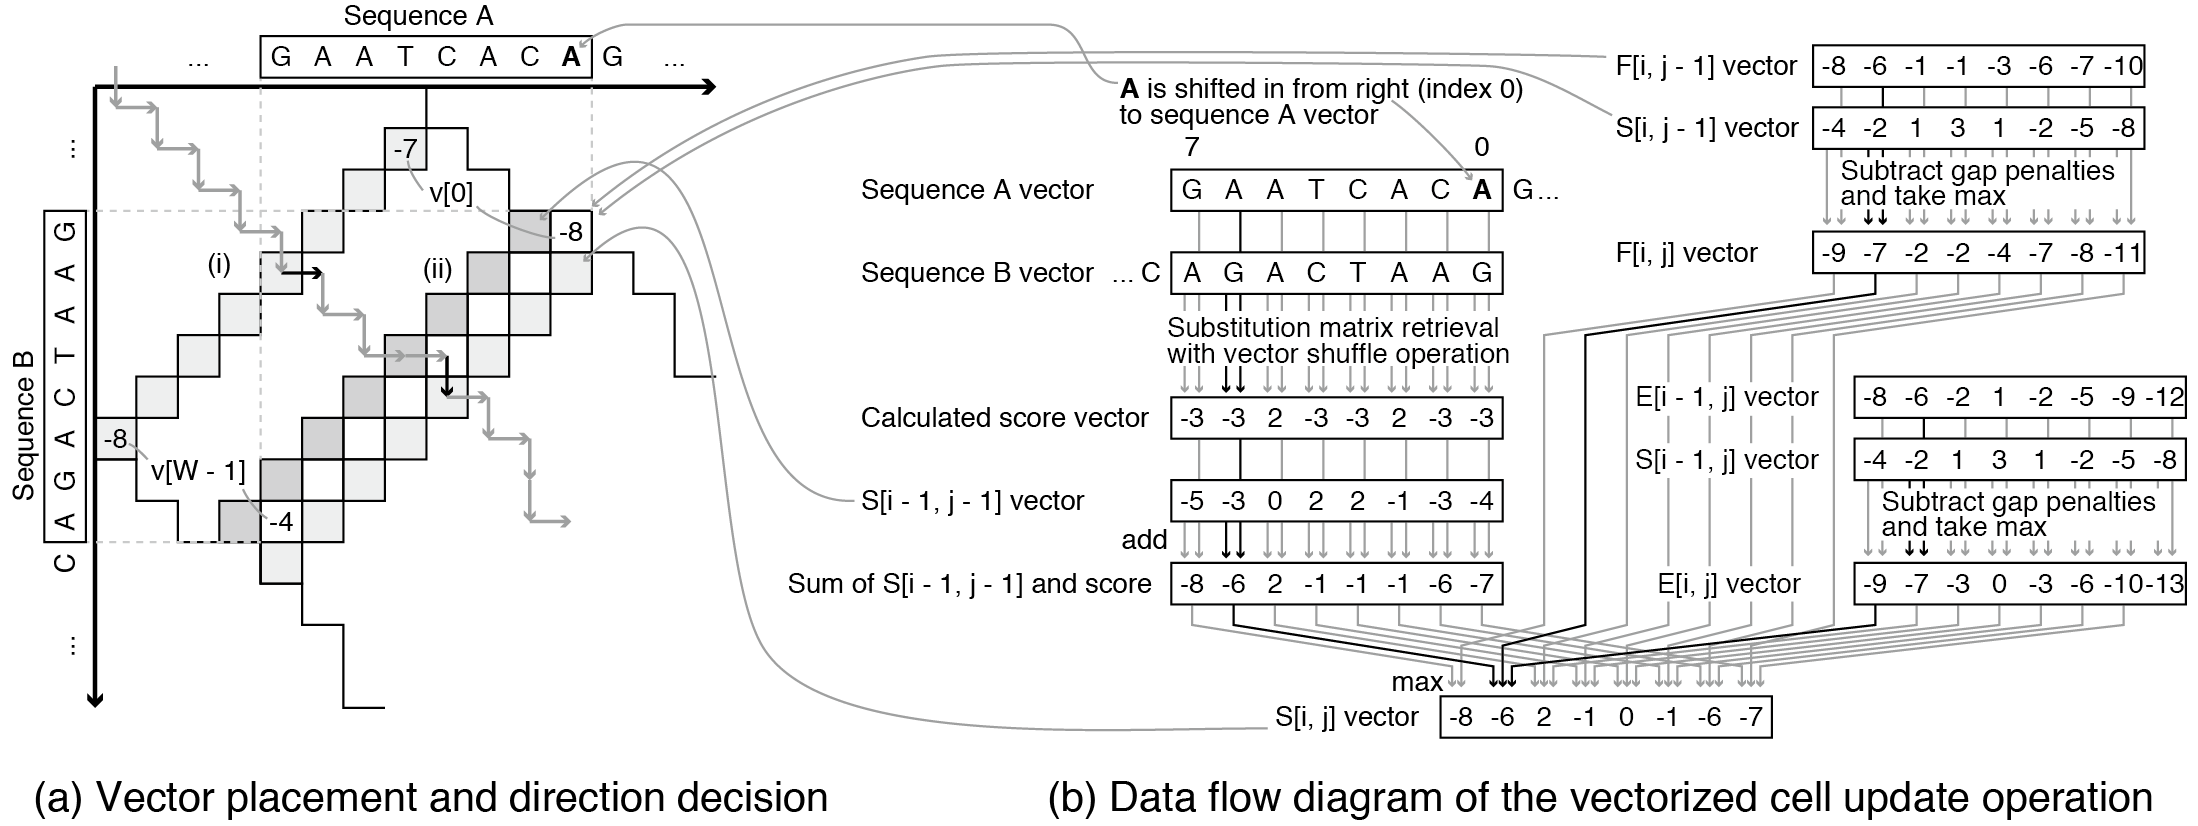 Sequence A
... G A A T C A C A G ...
Sequence B
... G A A T C A G A C ...
-7
v[0]
-8
(i)
(ii)
-8
v[W - 1]
-4
A is shifted in from right (index 0)
to sequence A vector
7 0
Sequence A vector G A A T C A C A G...
Sequence B vector ... C A G A C T A A G
Substitution matrix retrieval
with vector shuffle operation
Calculated score vector -3 -3 2 -3 -3 2 -3 -3
S[i - 1, j - 1] vector -5 -3 0 2 2 -1 -3 -4
add
Sum of S[i - 1, j - 1] and score -8 -6 2 -1 -1 -1 -6 -7
F[i, j - 1] vector -8 -6 -1 -1 -3 -6 -7 -10
S[i, j - 1] vector -4 -2 1 3 1 -2 -5 -8
Subtract gap penalties
and take max
F[i, j] vector -9 -7 -2 -2 -4 -7 -8 -11
E[i - 1, j] vector -8 -6 -2 1 -2 -5 -9 -12
S[i - 1, j] vector -4 -2 1 3 1 -2 -5 -8
Subtract gap penalties
and take max
E[i, j] vector -9 -7 -3 0 -3 -6 -10 -13
max
S[i, j] vector -8 -6 2 -1 0 -1 -6 -7
(a) Vector placement and direction decision
(b) Data flow diagram of the vectorized cell update operation